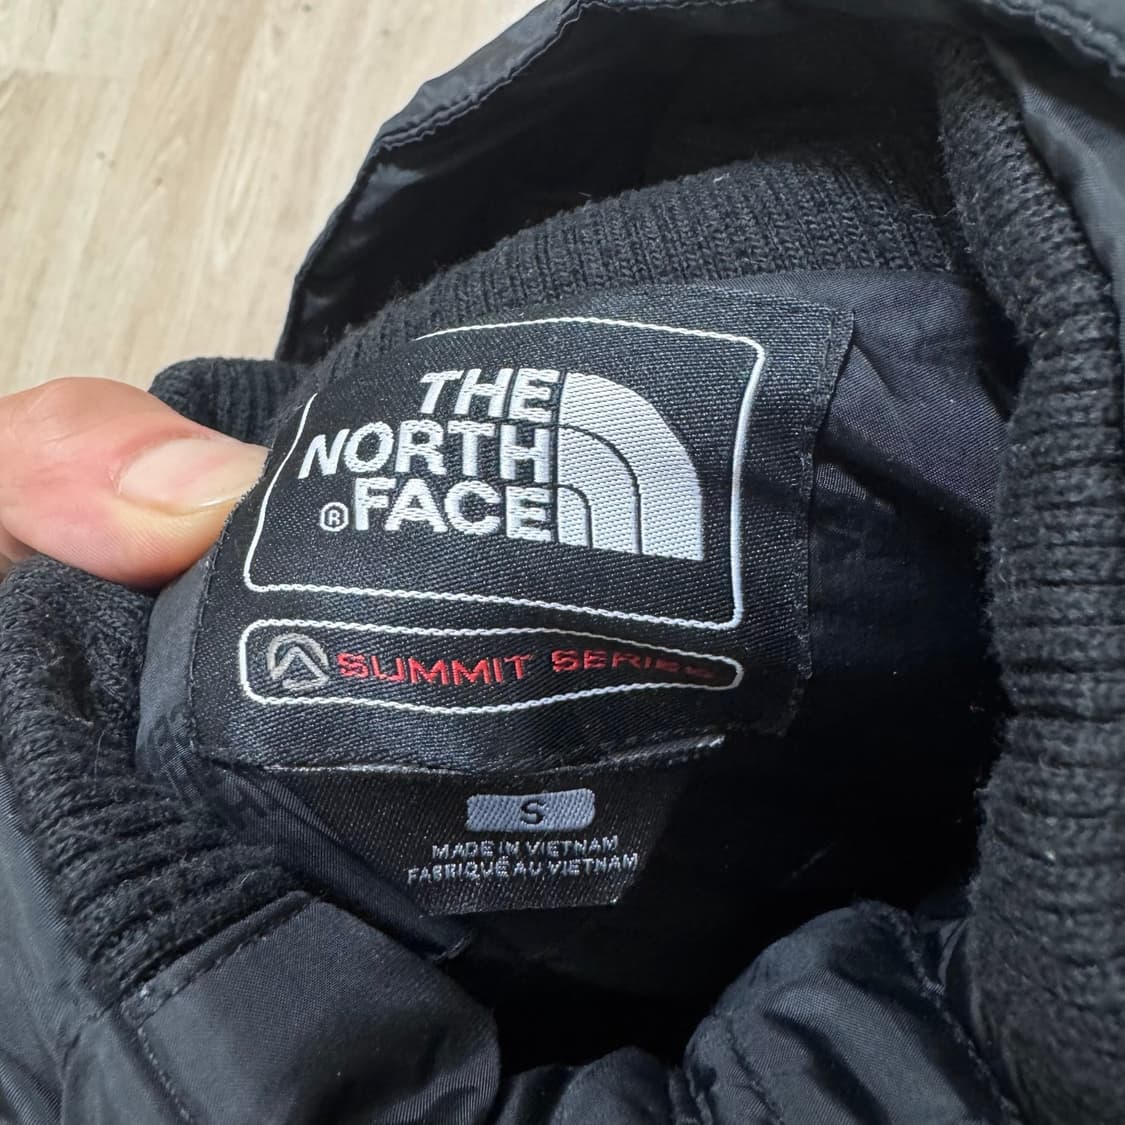 THE
NORTH
®FACE
SUMMIT SERIES
S
MADE IN VIETNAM
FABRIQUÉ AU VIETNAM